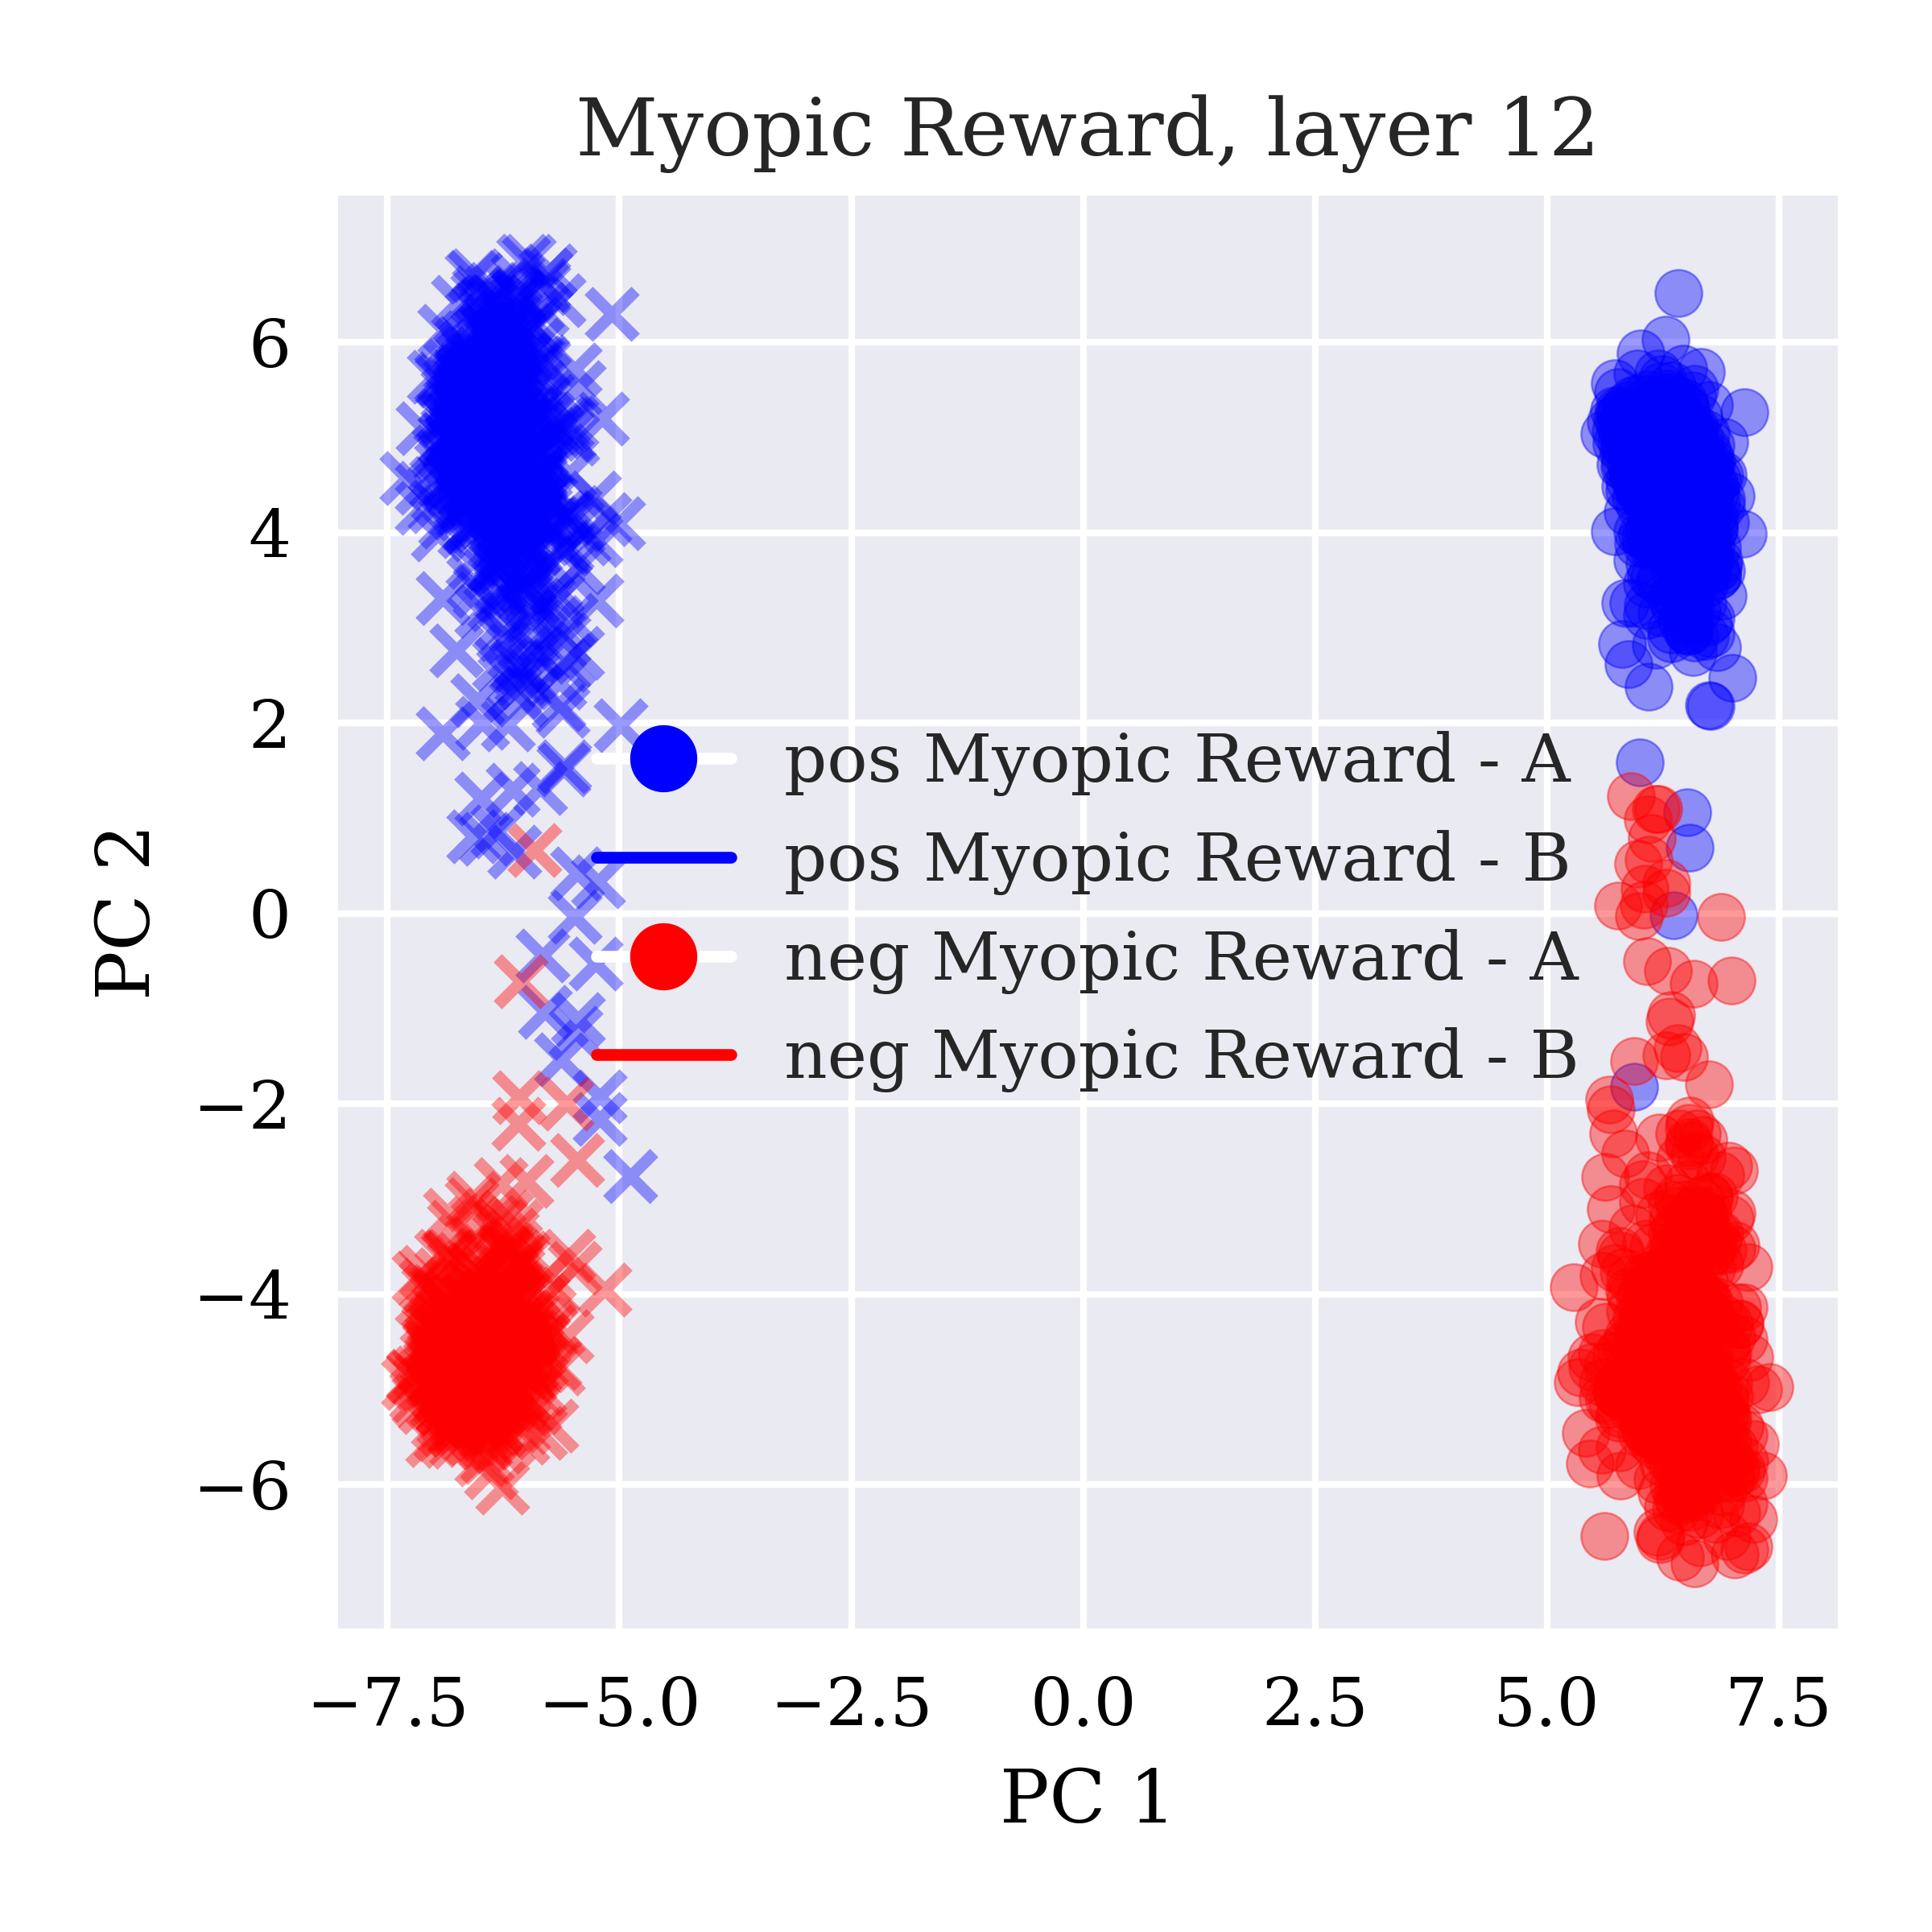 Myopic Reward, layer 12
6
4
2
0
−2
−4
−6
PC 2
pos Myopic Reward - A
pos Myopic Reward - B
neg Myopic Reward - A
neg Myopic Reward - B
−7.5 −5.0 −2.5 0.0 2.5 5.0 7.5
PC 1